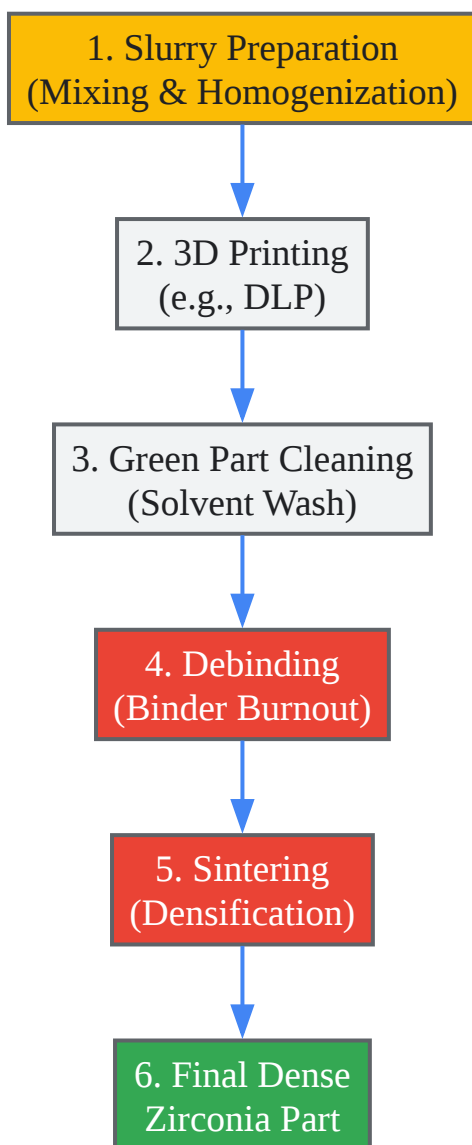 1. Slurry Preparation
(Mixing & Homogenization)
2. 3D Printing
(e.g., DLP)
3. Green Part Cleaning
(Solvent Wash)
4. Debinding
(Binder Burnout)
5. Sintering
(Densification)
6. Final Dense
Zirconia Part